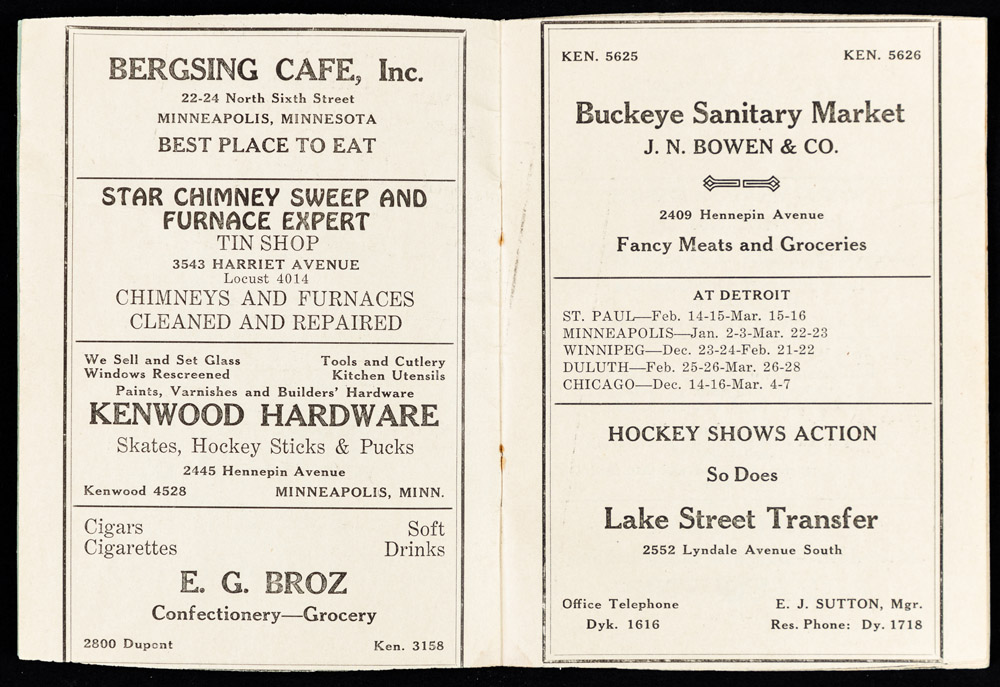 BERGSING CAFE, Inc.
22-24 North Sixth Street
MINNEAPOLIS, MINNESOTA
BEST PLACE TO EAT
STAR CHIMNEY SWEEP AND
FURNACE EXPERT
TIN SHOP
3543 HARRIET AVENUE
Locust 4014
CHIMNEYS AND FURNACES
CLEANED AND REPAIRED
We Sell and Set Glass Tools and Cutlery
Windows Rescreened Kitchen Utensils
Paints, Varnishes and Builders' Hardware
KENWOOD HARDWARE
Skates, Hockey Sticks & Pucks
2445 Hennepin Avenue
Kenwood 4528 MINNEAPOLIS, MINN.
Cigars Soft
Cigarettes Drinks
E. G. BROZ
Confectionery—Grocery
2800 Dupont Ken. 3158
KEN. 5625 KEN. 5626
Buckeye Sanitary Market
J. N. BOWEN & CO.
2409 Hennepin Avenue
Fancy Meats and Groceries
AT DETROIT
ST. PAUL—Feb. 14-15-Mar. 15-16
MINNEAPOLIS—Jan. 2-3-Mar. 22-23
WINNIPEG—Dec. 23-24-Feb. 21-22
DULUTH—Feb. 25-26-Mar. 26-28
CHICAGO—Dec. 14-16-Mar. 4-7
HOCKEY SHOWS ACTION
So Does
Lake Street Transfer
2552 Lyndale Avenue South
Office Telephone E. J. SUTTON, Mgr.
Dyk. 1616 Res. Phone: Dy. 1718